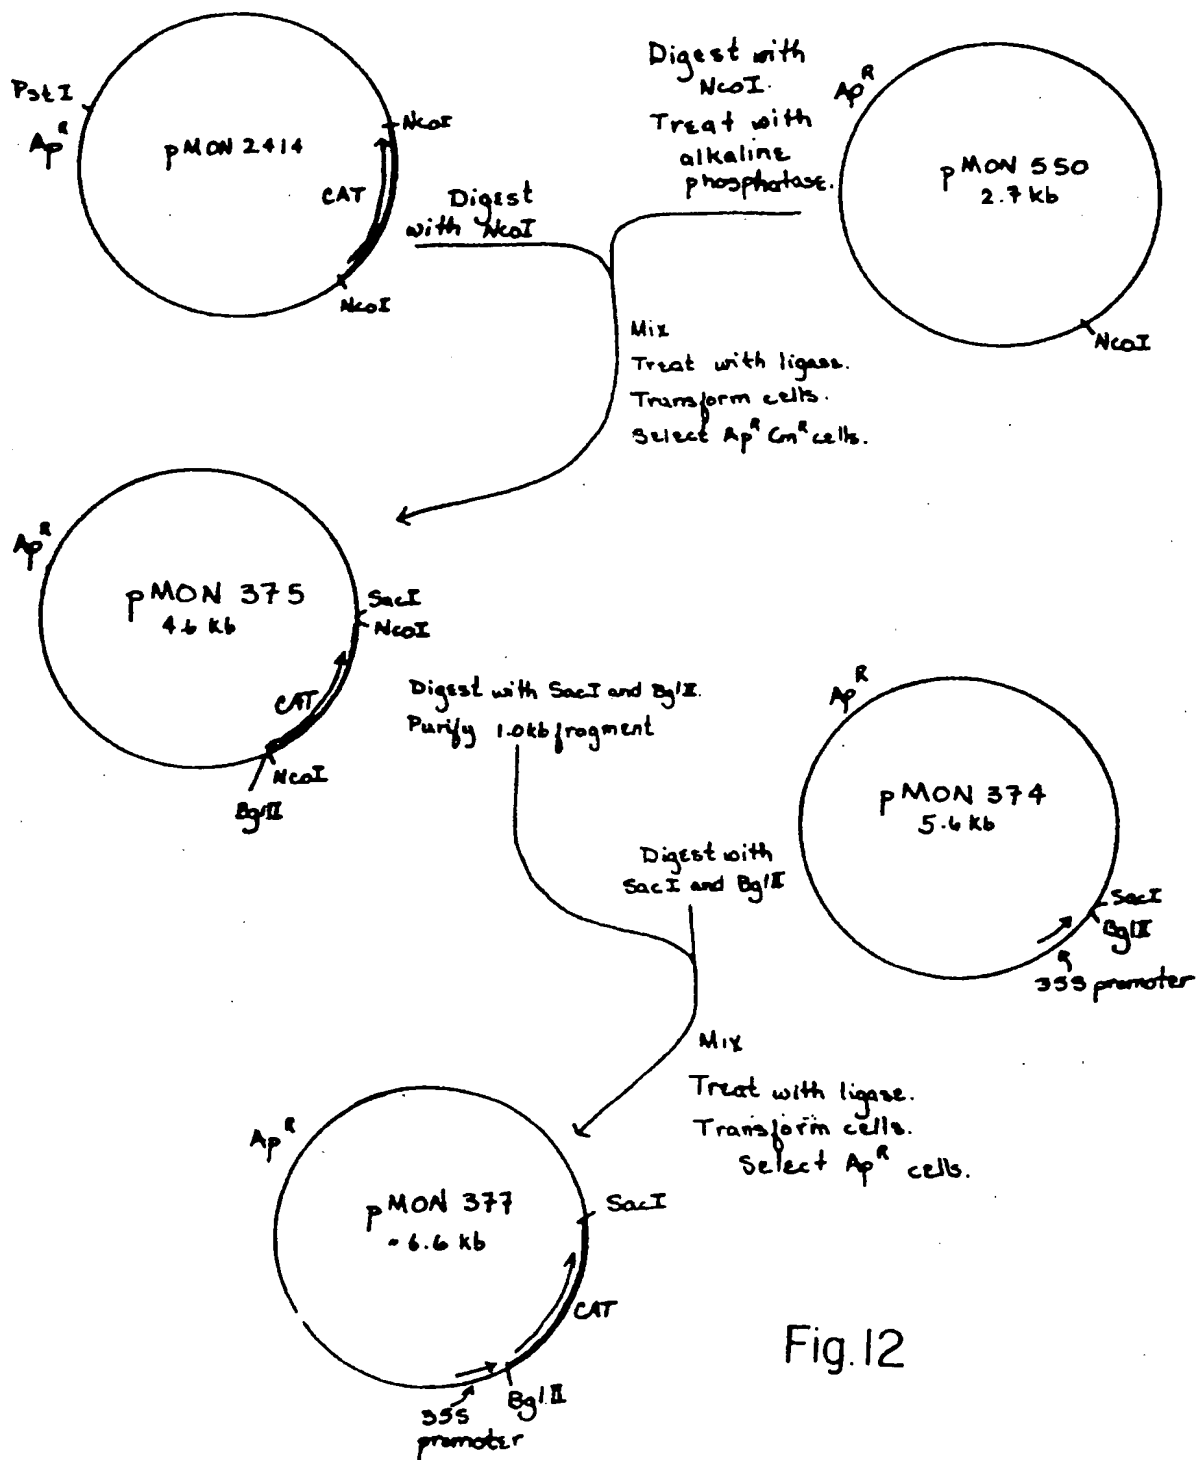 PstI
Ap^R
pMON 2414
NcoI
CAT
NcoI
Digest
with NcoI
Digest with
NcoI.
Treat with
alkaline
phosphatase.
Ap^R
pMON 550
2.7 kb
NcoI
Mix
Treat with ligase.
Transform cells.
Select Ap^R Cm^R cells.
Ap^R
pMON 375
4.6 kb
SacI
NcoI
CAT
NcoI
BglII
Digest with SacI and BglII.
Purify 1.0kb fragment
Ap^R
pMON 374
5.6 kb
SacI
BglII
35S promoter
Digest with
SacI and BglII
Mix
Treat with ligase.
Transform cells.
Select Ap^R cells.
Ap^R
pMON 377
~ 6.6 kb
SacI
CAT
BglII
35S
promoter
Fig.12